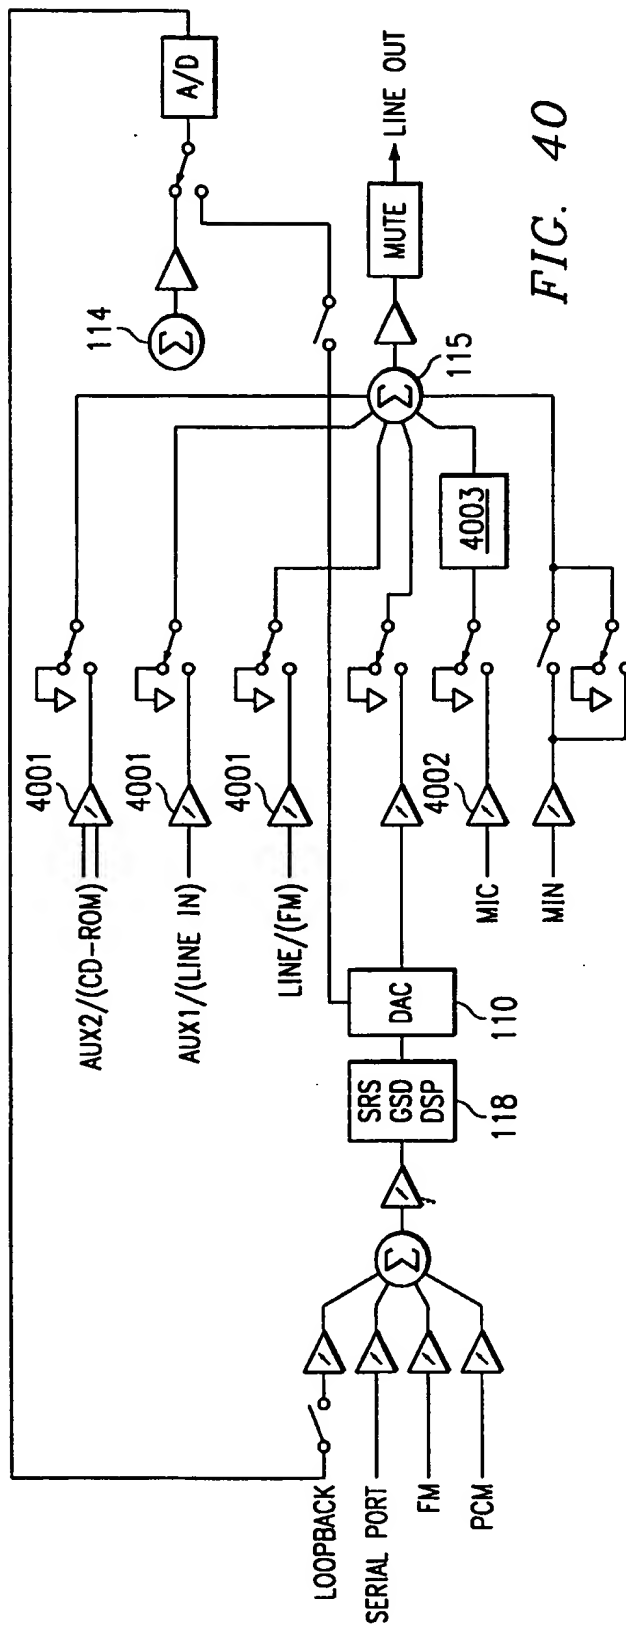 LOOPBACK
SERIAL PORT
FM
PCM
Σ
SRS
GSD
DSP
118
DAC
110
AUX2/(CD-ROM)
AUX1/(LINE IN)
LINE/(FM)
MIC
MIN
4001
4001
4001
4002
4003
114
Σ
Σ
115
A/D
MUTE
LINE OUT
FIG. 40